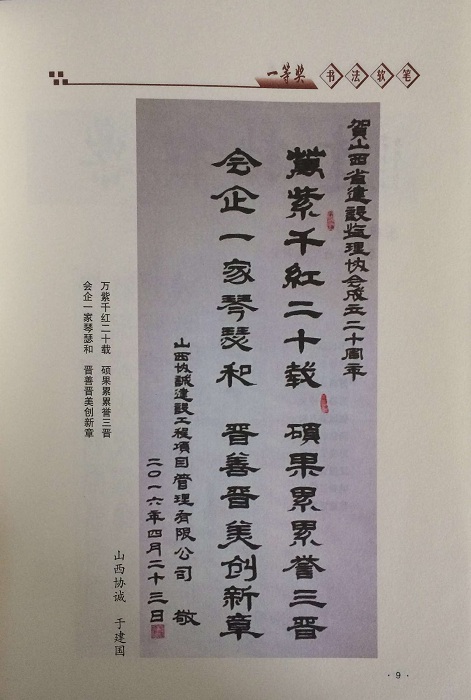 一等奖 书法软笔
賀山西省建設监理协会成立二十周年
萬紫千紅二十载 碩果累累誉三晋
会企一家琴瑟和 晋善晋美创新章
山西协誠建設工程項目管理有限公司 敬
二〇一六年四月二十三日
万紫千红二十载 硕果累累誉三晋
会企一家琴瑟和 晋善晋美创新章
山西协诚 于建国
·9·